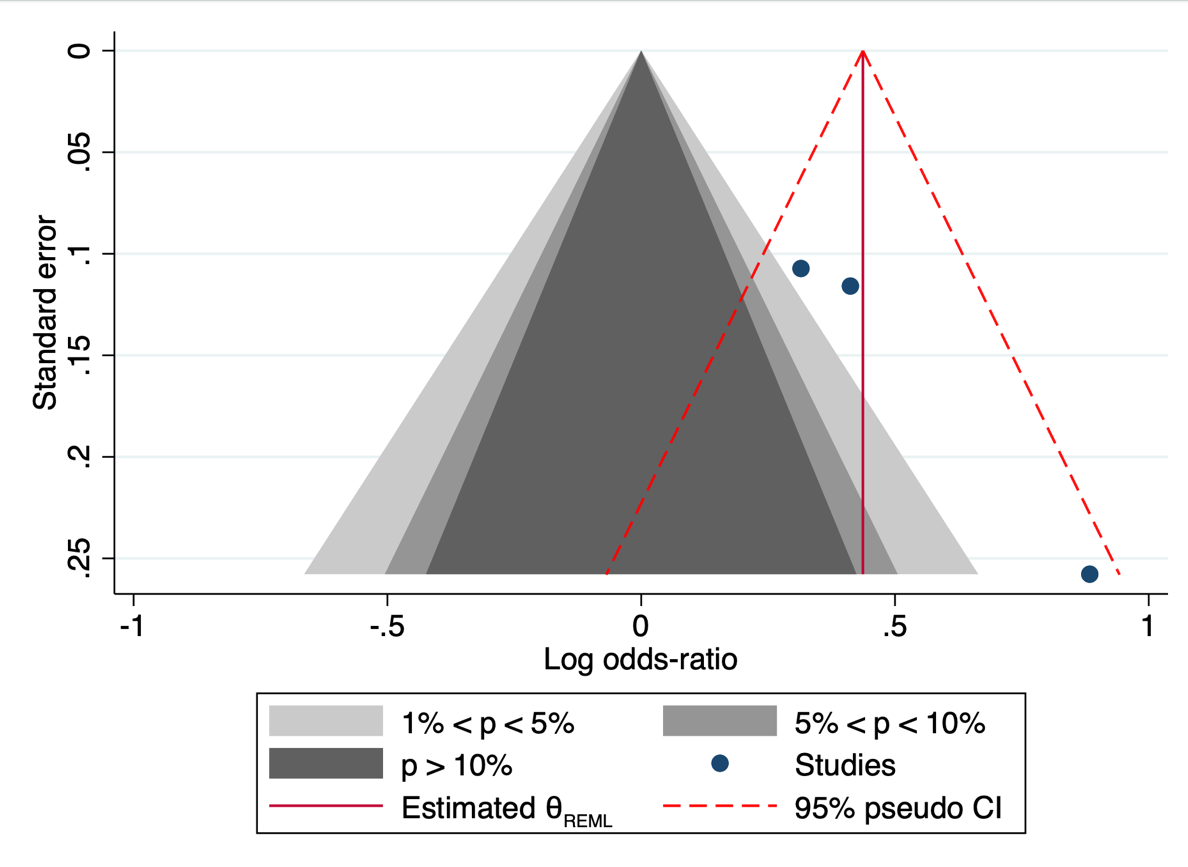 Standard error
0
.05
.1
.15
.2
.25
-1 -.5 0 .5 1
Log odds-ratio
1% < p < 5% 5% < p < 10%
p > 10% Studies
Estimated θREML 95% pseudo CI